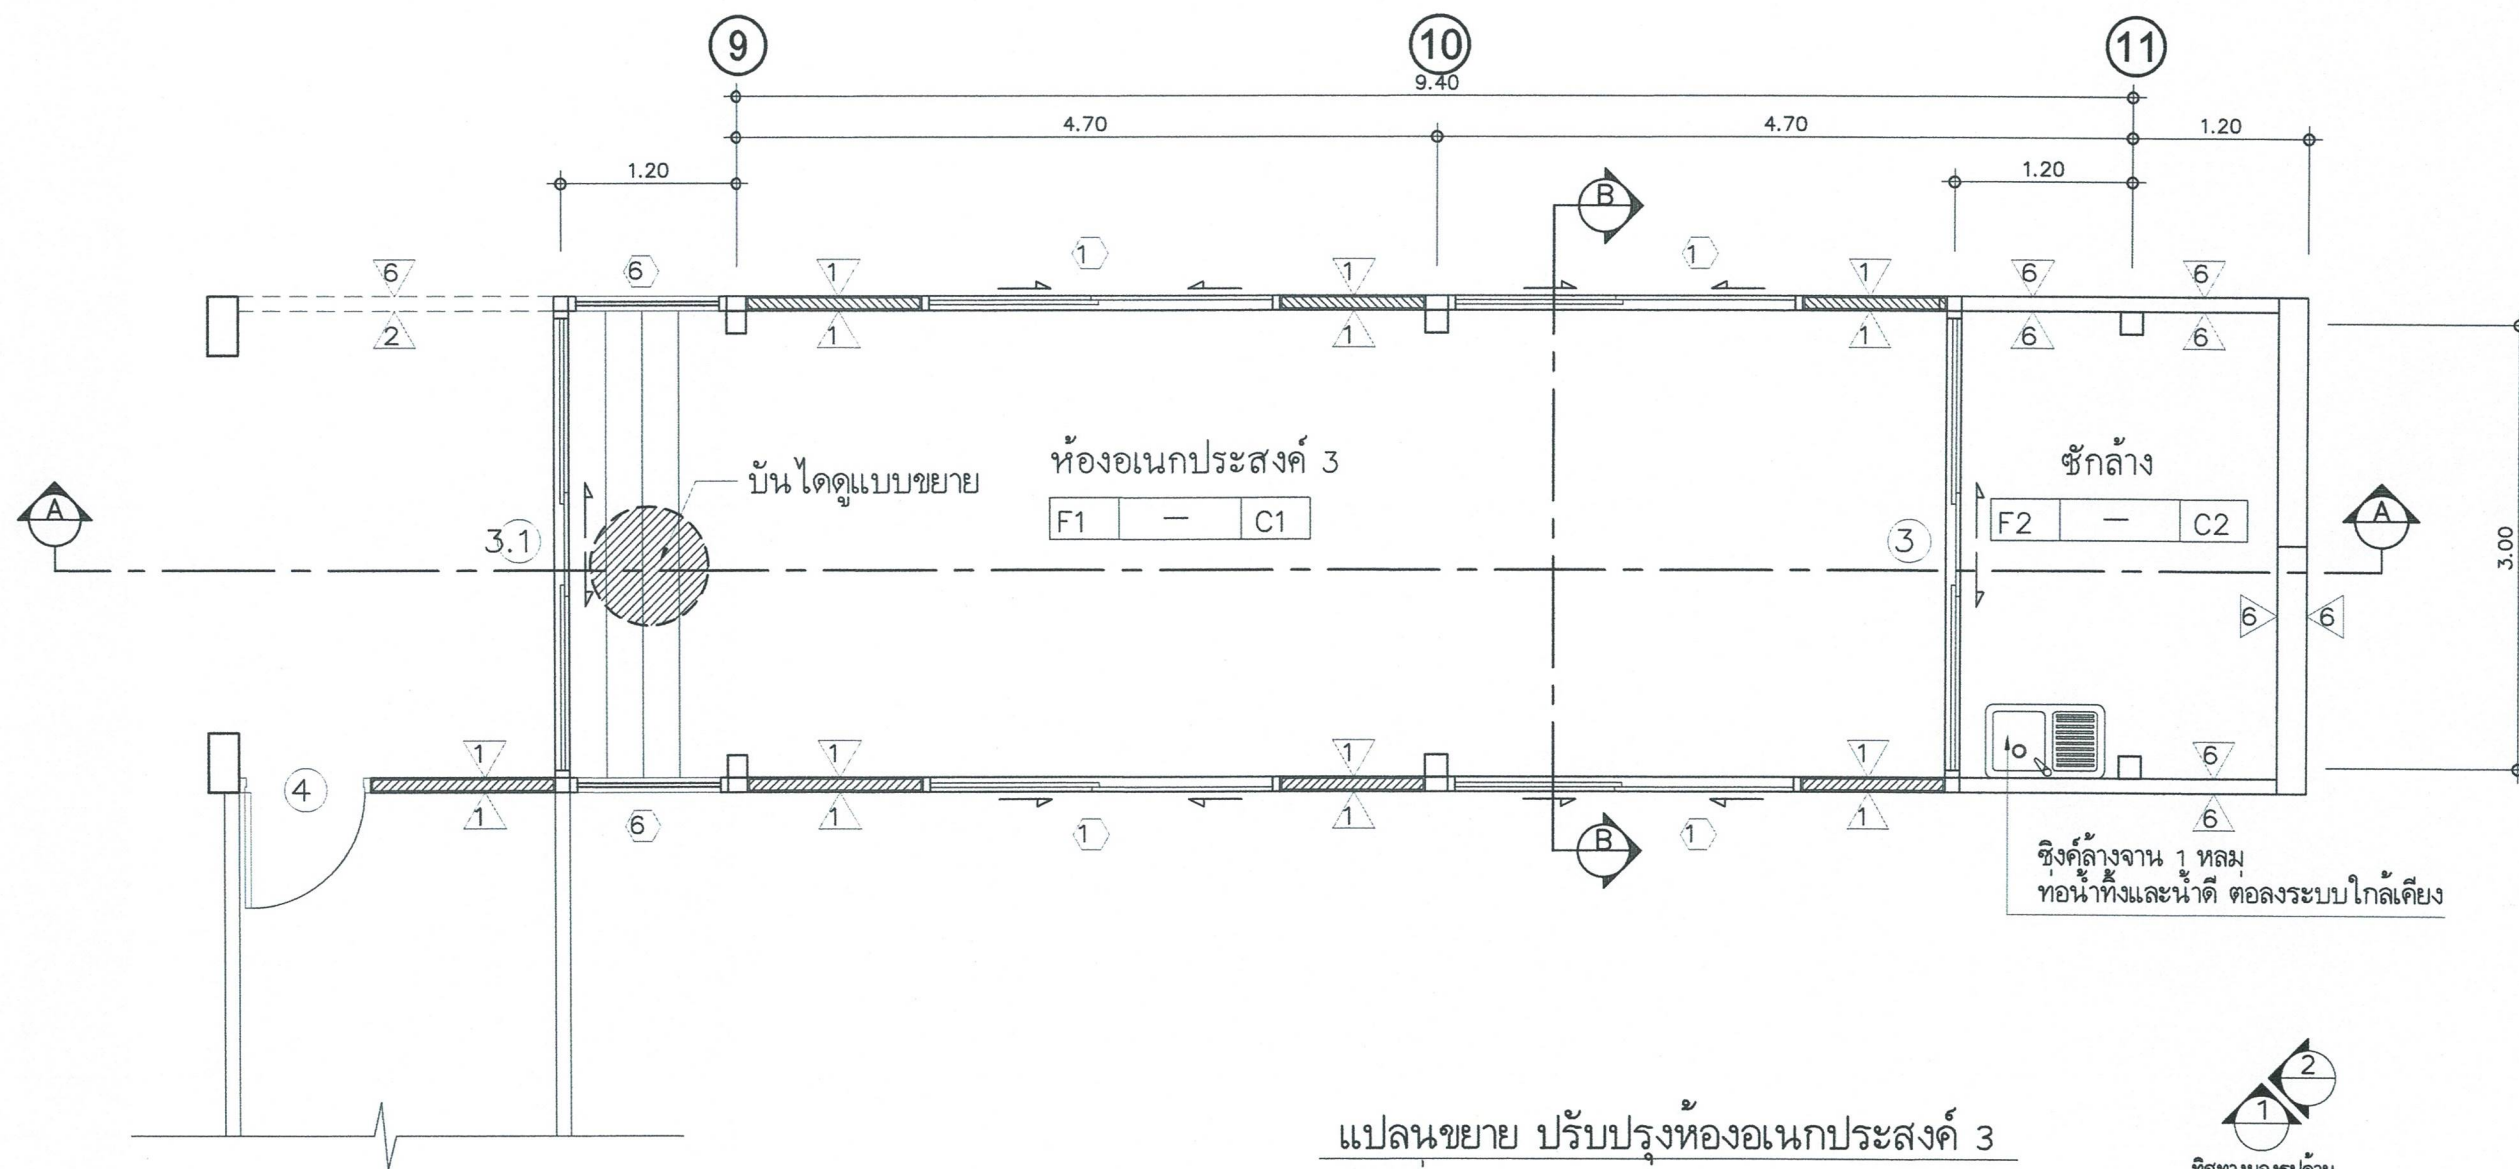 9 10 11
9.40
4.70 4.70 1.20
1.20 1.20
B
6 6 1 1 1 1 1 6 6
2 1 1 1 6 6
ห้องอเนกประสงค์ 3
ซักล้าง
บันไดดูแบบขยาย
F1 — C1
F2 — C2
A 3.1 3 A
3.00
6 6
4 1 1 1 1 6
1 6 1 1 1 1 1 6
B
ซิงค์ล้างจาน 1 หลุม
ท่อน้ำทิ้งและน้ำดี ต่อลงระบบใกล้เคียง
2
1
แปลนขยาย ปรับปรุงห้องอเนกประสงค์ 3